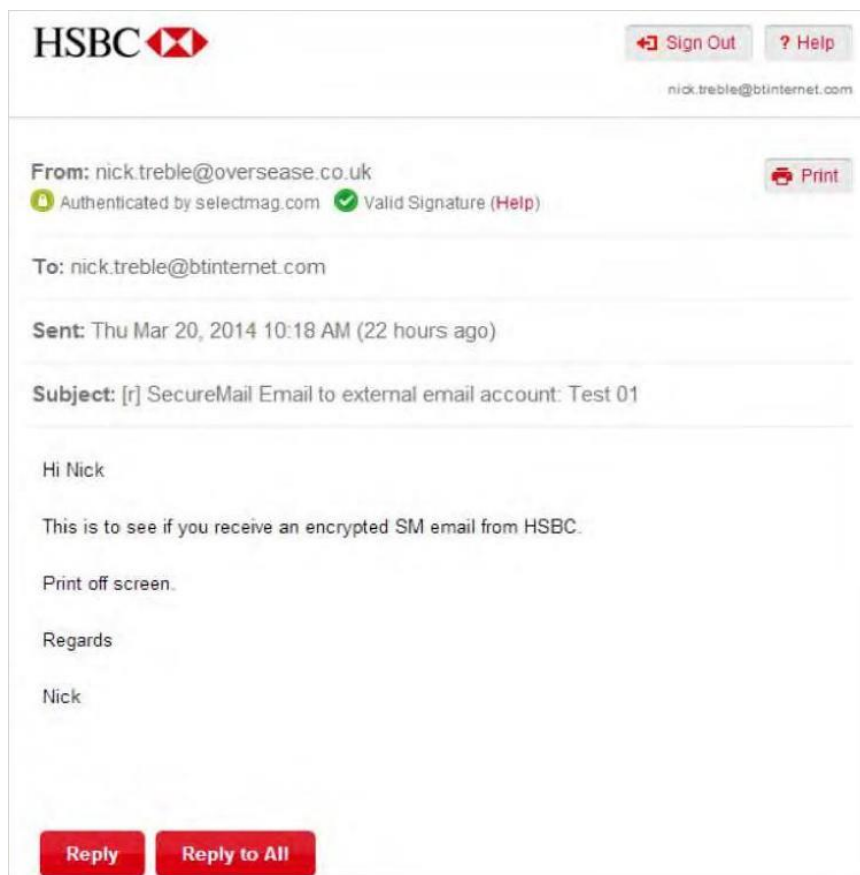 HSBC
Sign Out
? Help
nick.treble@btinternet.com
From: nick.treble@oversease.co.uk
Print
Authenticated by selectmag.com Valid Signature (Help)
To: nick.treble@btinternet.com
Sent: Thu Mar 20, 2014 10:18 AM (22 hours ago)
Subject: [r] SecureMail Email to external email account: Test 01
Hi Nick
This is to see if you receive an encrypted SM email from HSBC.
Print off screen.
Regards
Nick
Reply
Reply to All